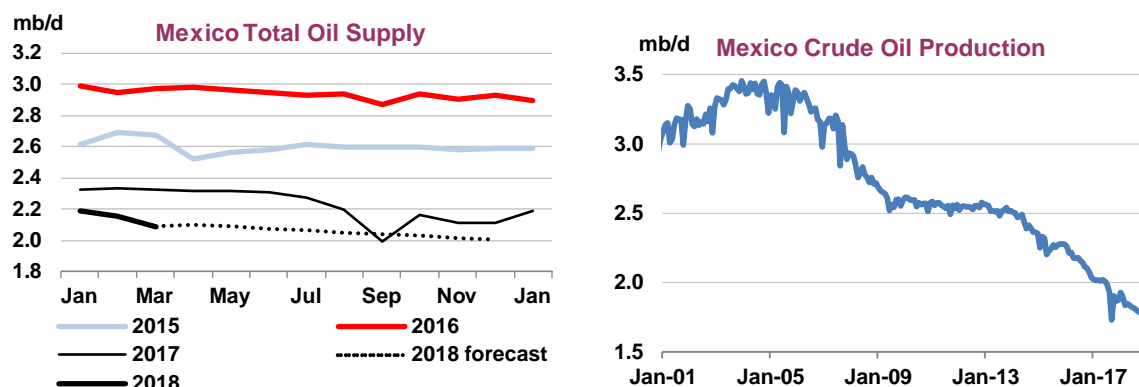 mb/d
Mexico Total Oil Supply
3.2
3.0
2.8
2.6
2.4
2.2
2.0
1.8
Jan Mar May Jul Sep Nov Jan
2015 2016
2017 2018 forecast
2018
mb/d
Mexico Crude Oil Production
3.5
3.0
2.5
2.0
1.5
Jan-01 Jan-05 Jan-09 Jan-13 Jan-17